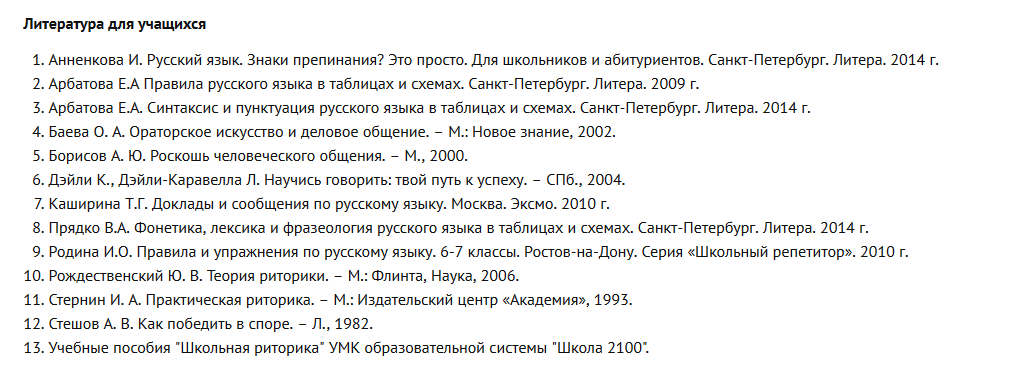 Литература для учащихся
1. Анненкова И. Русский язык. Знаки препинания? Это просто. Для школьников и абитуриентов. Санкт-Петербург. Литера. 2014 г.
2. Арбатова Е.А Правила русского языка в таблицах и схемах. Санкт-Петербург. Литера. 2009 г.
3. Арбатова Е.А. Синтаксис и пунктуация русского языка в таблицах и схемах. Санкт-Петербург. Литера. 2014 г.
4. Баева О. А. Ораторское искусство и деловое общение. – М.: Новое знание, 2002.
5. Борисов А. Ю. Роскошь человеческого общения. – М., 2000.
6. Дэйли К., Дэйли-Каравелла Л. Научись говорить: твой путь к успеху. – СПб., 2004.
7. Каширина Т.Г. Доклады и сообщения по русскому языку. Москва. Эксмо. 2010 г.
8. Прядко В.А. Фонетика, лексика и фразеология русского языка в таблицах и схемах. Санкт-Петербург. Литера. 2014 г.
9. Родина И.О. Правила и упражнения по русскому языку. 6-7 классы. Ростов-на-Дону. Серия «Школьный репетитор». 2010 г.
10. Рождественский Ю. В. Теория риторики. – М.: Флинта, Наука, 2006.
11. Стернин И. А. Практическая риторика. – М.: Издательский центр «Академия», 1993.
12. Стешов А. В. Как победить в споре. – Л., 1982.
13. Учебные пособия "Школьная риторика" УМК образовательной системы "Школа 2100".